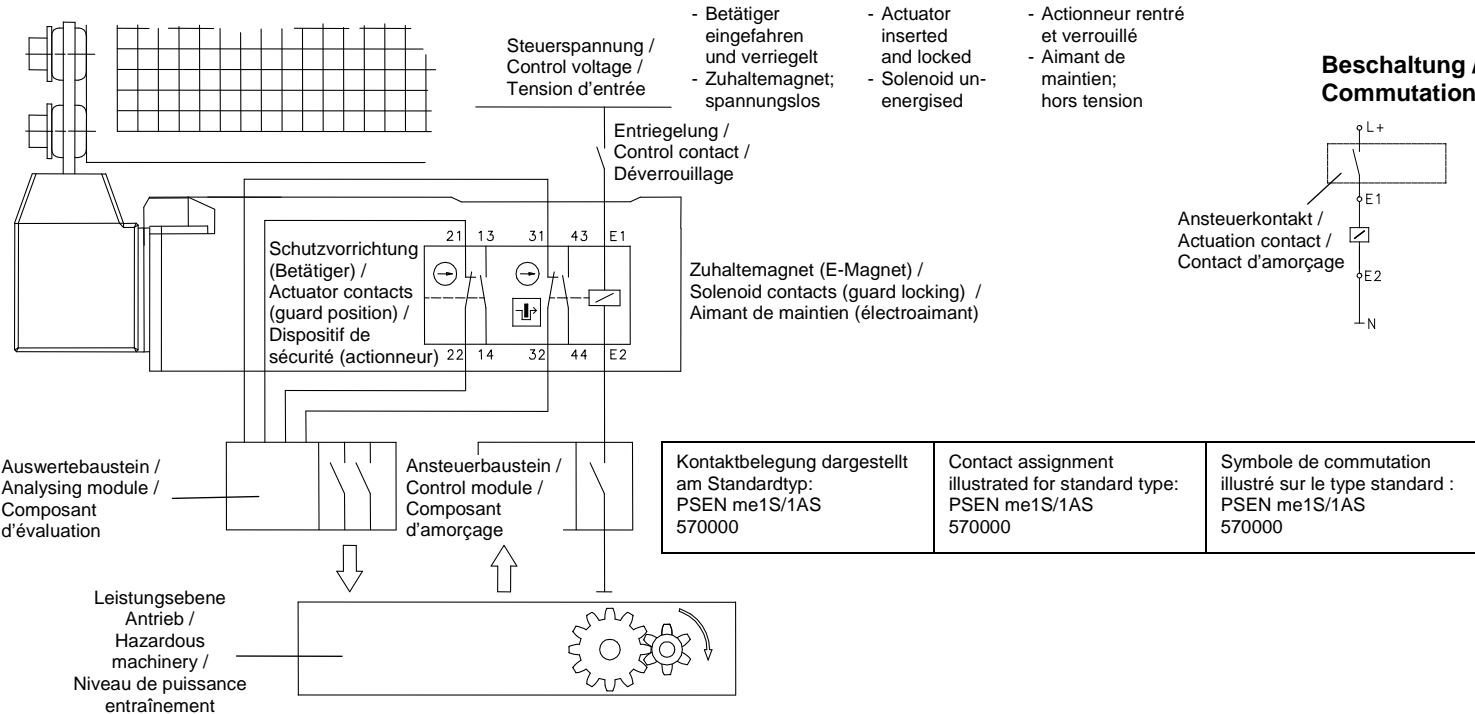 - Betätiger
eingefahren
und verriegelt
- Zuhaltemagnet;
spannungslos
- Actuator
inserted
and locked
- Solenoid un-
energised
- Actionneur rentré
et verrouillé
- Aimant de
maintien;
hors tension
Steuerspannung /
Control voltage /
Tension d'entrée
Entriegelung /
Control contact /
Déverrouillage
Beschaltung /
Commutation
L+
E1
E2
N
Ansteuerkontakt /
Actuation contact /
Contact d'amorçage
21 13 31 43 E1
Schutzvorrichtung
(Betätiger) /
Actuator contacts
(guard position) /
Dispositif de
sécurité (actionneur)
22 14 32 44 E2
Zuhaltemagnet (E-Magnet) /
Solenoid contacts (guard locking) /
Aimant de maintien (électroaimant)
Auswertebaustein /
Analysing module /
Composant
d'évaluation
Ansteuerbaustein /
Control module /
Composant
d'amorçage
Kontaktbelegung dargestellt
am Standardtyp:
PSEN me1S/1AS
570000
Contact assignment
illustrated for standard type:
PSEN me1S/1AS
570000
Symbole de commutation
illustré sur le type standard :
PSEN me1S/1AS
570000
Leistungsebene
Antrieb /
Hazardous
machinery /
Niveau de puissance
entraînement